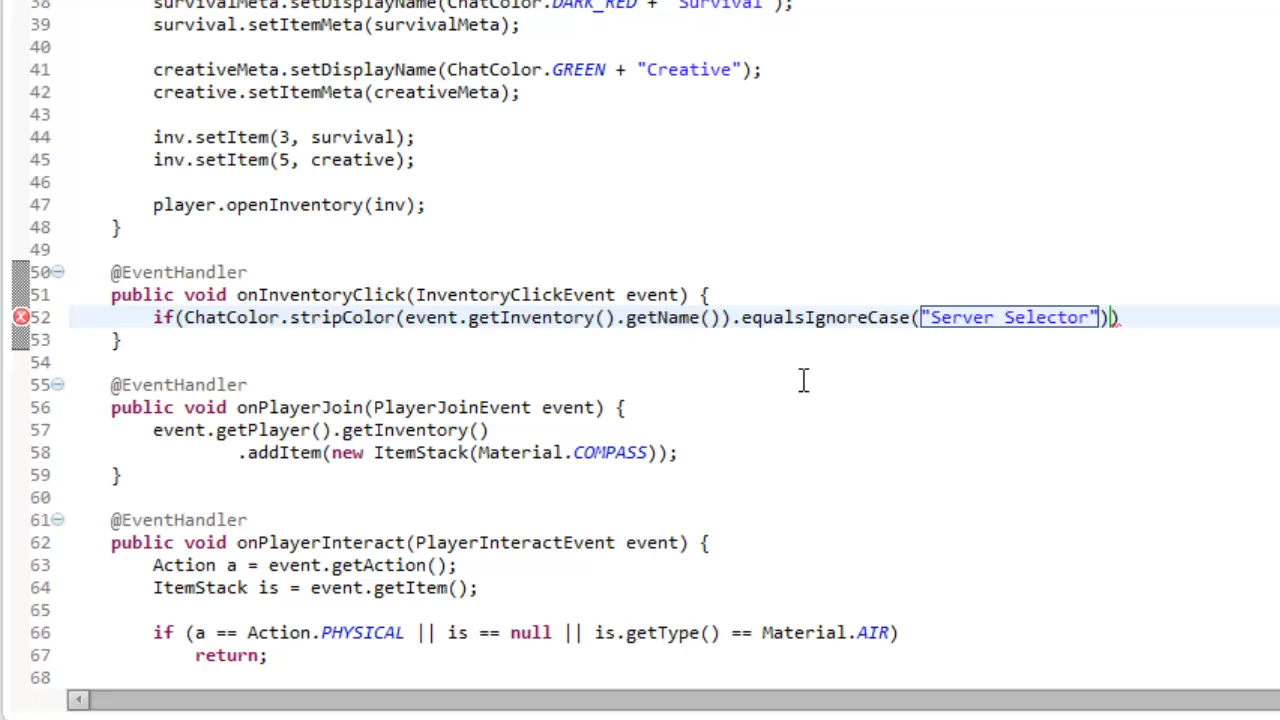 38 survivalMeta.setDisplayName(ChatColor.DARK_RED + "Survival");
39 survival.setItemMeta(survivalMeta);
40
41 creativeMeta.setDisplayName(ChatColor.GREEN + "Creative");
42 creative.setItemMeta(creativeMeta);
43
44 inv.setItem(3, survival);
45 inv.setItem(5, creative);
46
47 player.openInventory(inv);
48 }
49
50 @EventHandler
51 public void onInventoryClick(InventoryClickEvent event) {
52 if(ChatColor.stripColor(event.getInventory().getName()).equalsIgnoreCase("Server Selector"))
53 }
54
55 @EventHandler
56 public void onPlayerJoin(PlayerJoinEvent event) {
57 event.getPlayer().getInventory()
58 .addItem(new ItemStack(Material.COMPASS));
59 }
60
61 @EventHandler
62 public void onPlayerInteract(PlayerInteractEvent event) {
63 Action a = event.getAction();
64 ItemStack is = event.getItem();
65
66 if (a == Action.PHYSICAL || is == null || is.getType() == Material.AIR)
67 return;
68